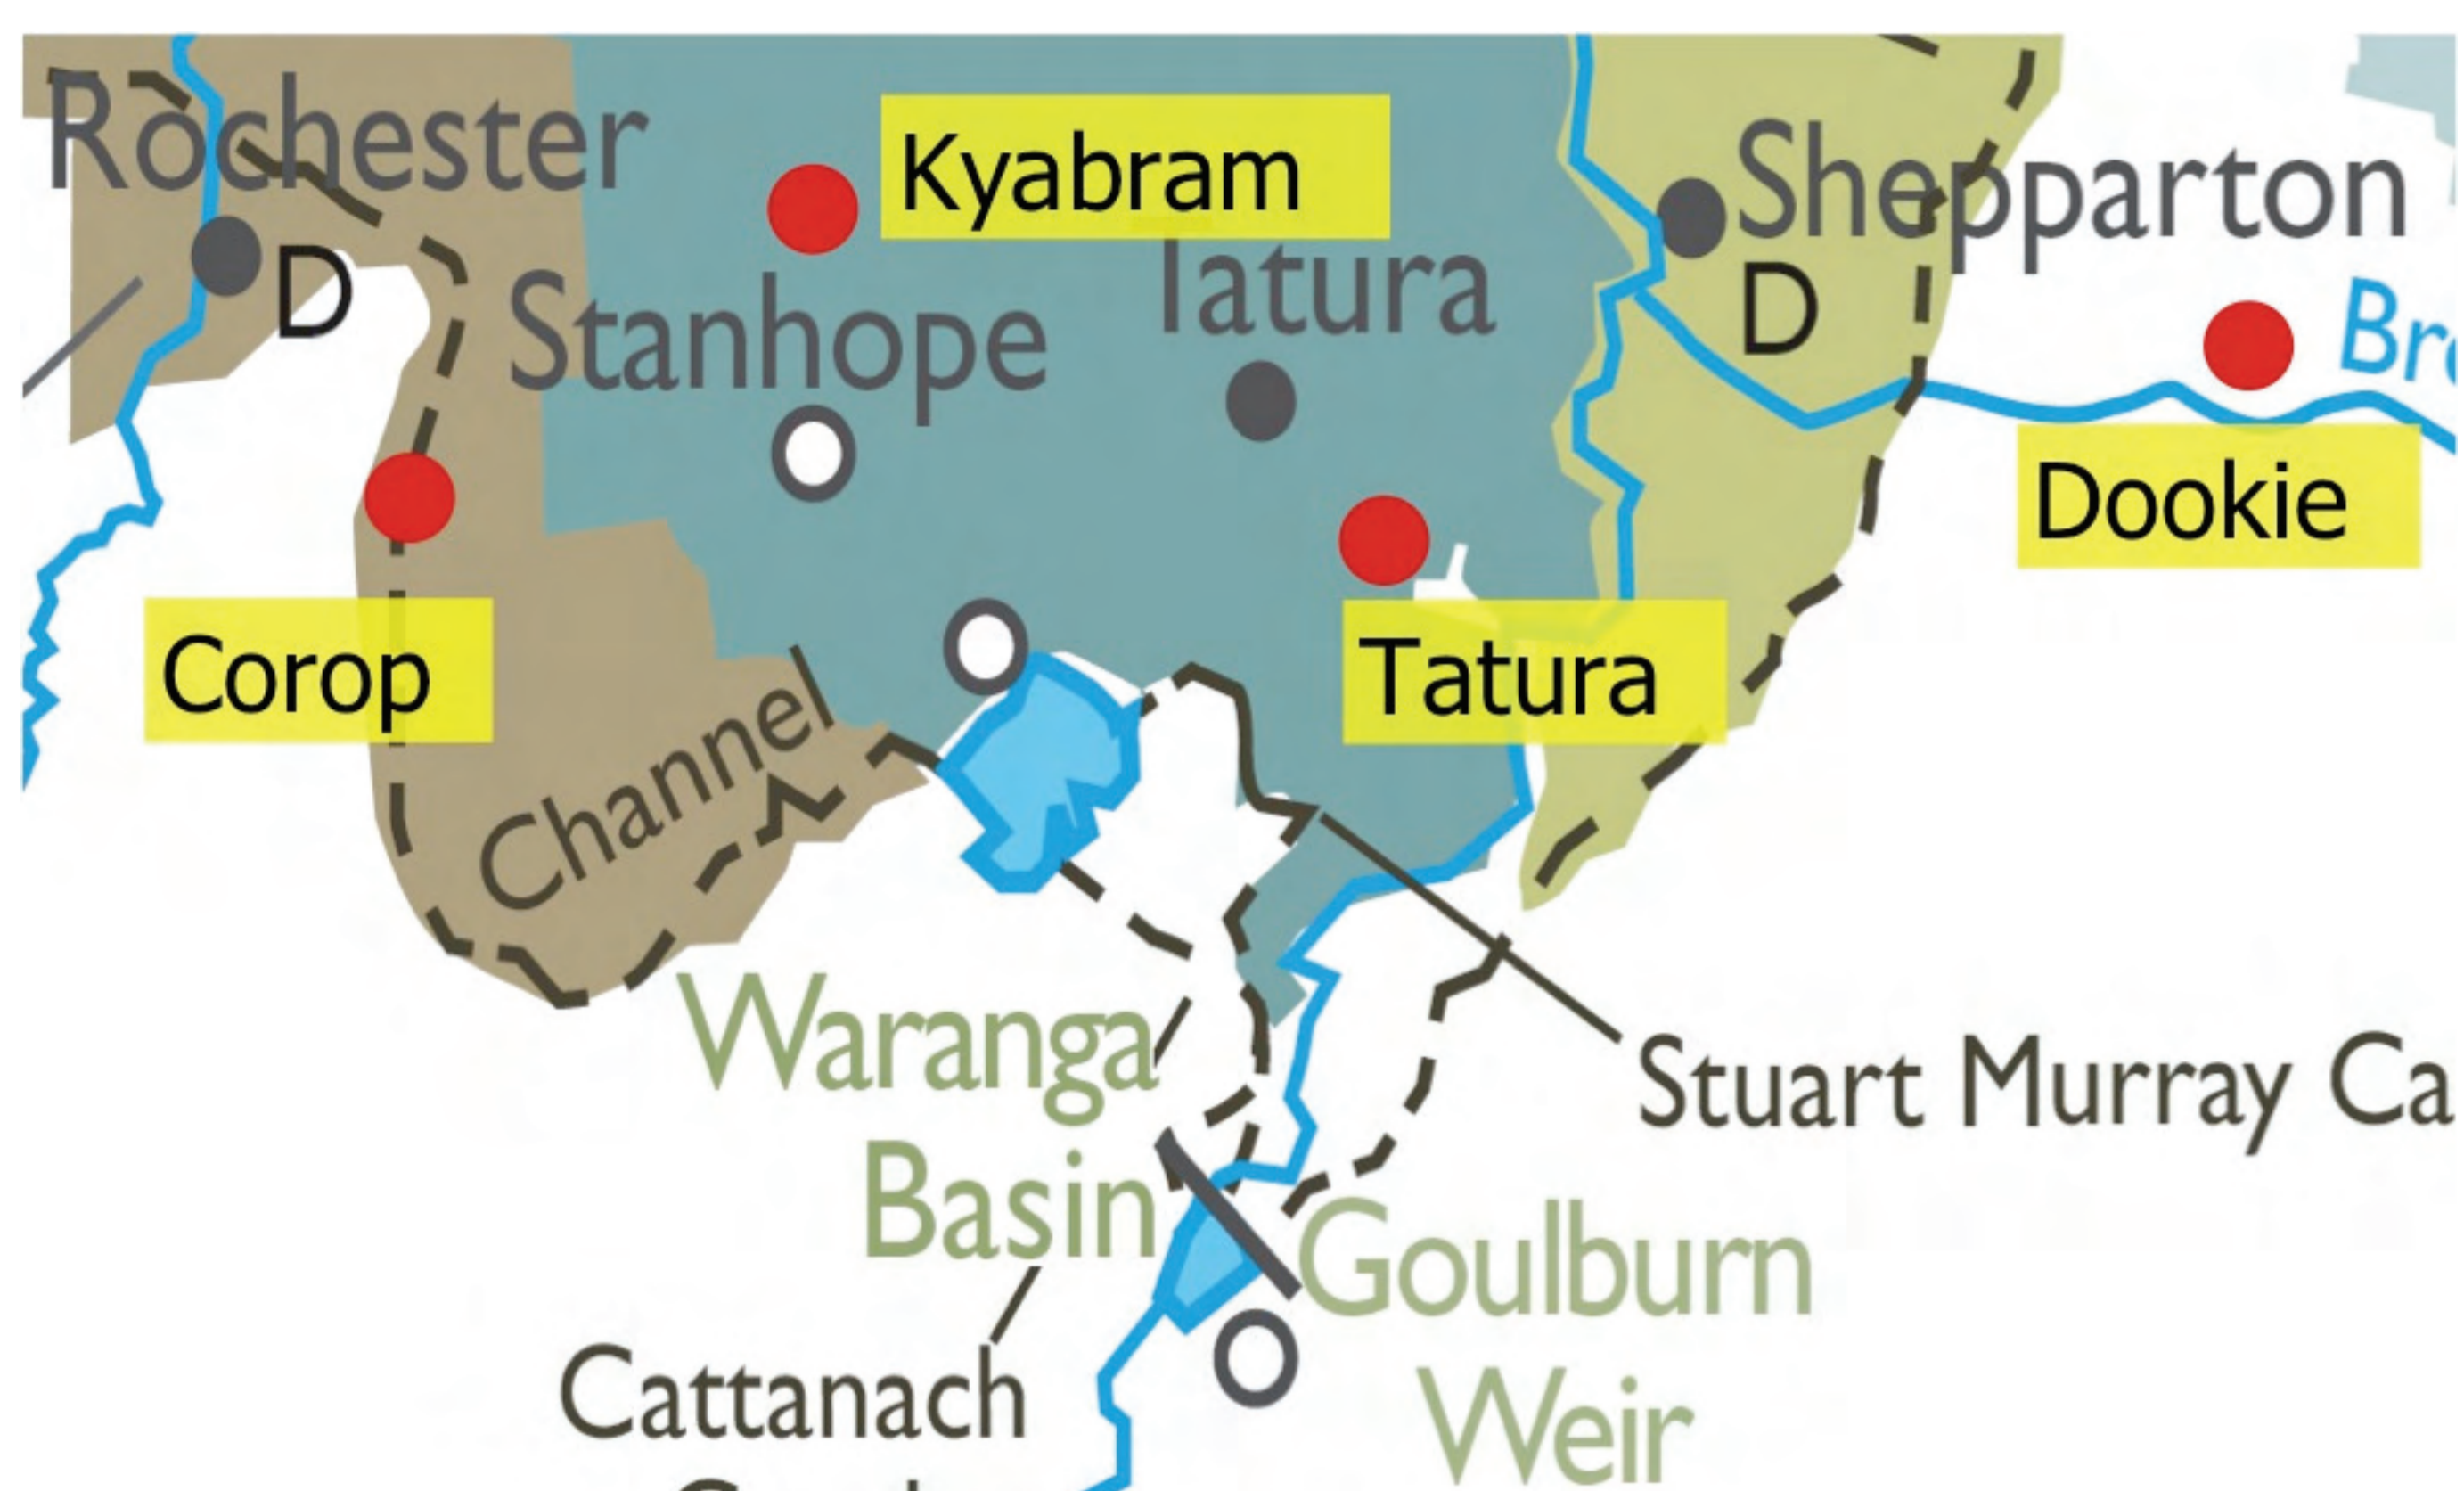 Rochester
Kyabram
Shepparton
D
Tatura
D
Stanhope
Dookie
Corop
Tatura
Channel
Waranga
Basin
Stuart Murray Ca
Goulburn
Weir
Cattanach